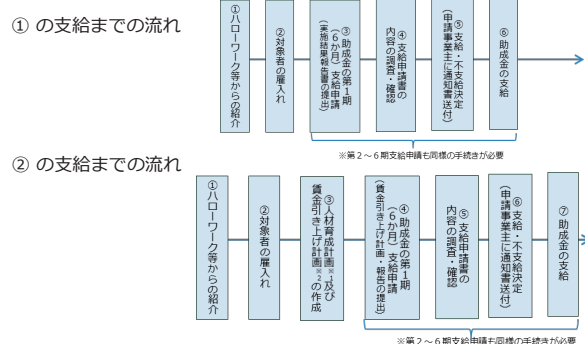 ① の支給までの流れ
①ハローワーク等からの紹介
②対象者の雇入れ
③助成金の第1期
(6か月)支給申請
(実施結果報告書の提出)
④支給申請書の
内容の調査・確認
⑤支給・不支給決定
(申請事業主に通知書送付)
⑥助成金の支給
※第2~6期支給申請も同様の手続きが必要
② の支給までの流れ
①ハローワーク等からの紹介
②対象者の雇入れ
③人材育成計画※1及び
賃金引き上げ計画※2の作成
④助成金の第1期
(6か月)支給申請
(賃金引き上げ計画・報告の提出)
⑤支給申請書の
内容の調査・確認
⑥支給・不支給決定
(申請事業主に通知書送付)
⑦助成金の支給
※第2~6期支給申請も同様の手続きが必要